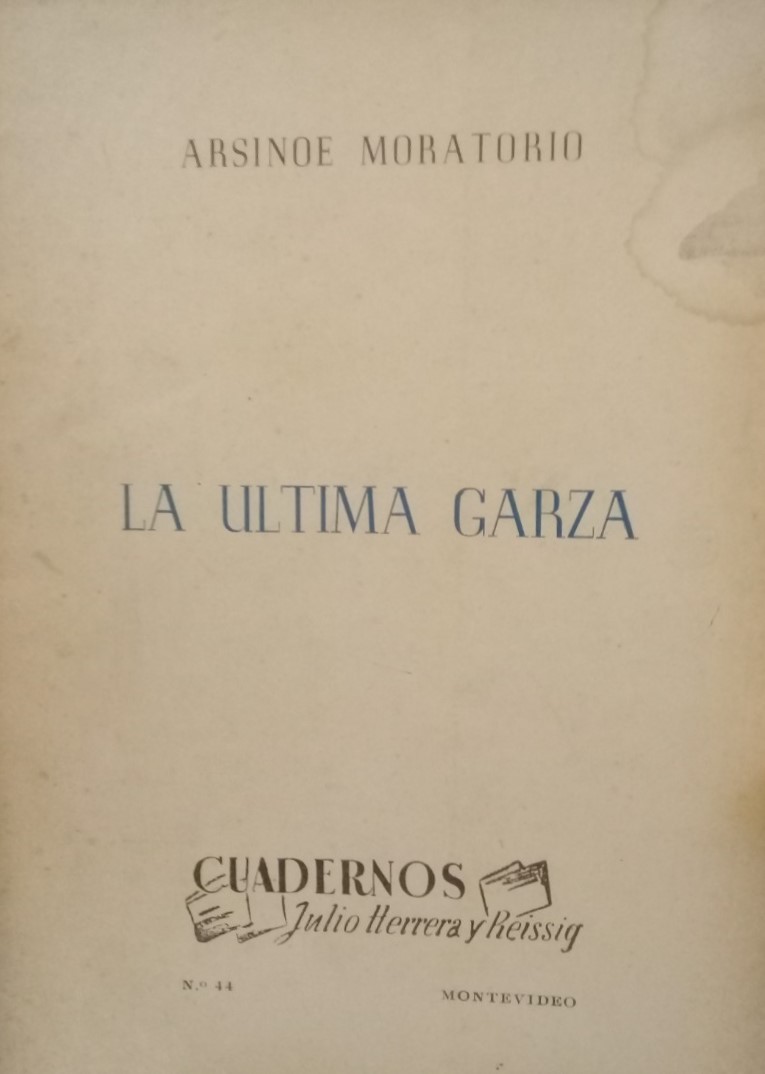 ARSINOE MORATORIO
LA ULTIMA GARZA
CUADERNOS
Julio Herrera y Reissig
N.º 44
MONTEVIDEO